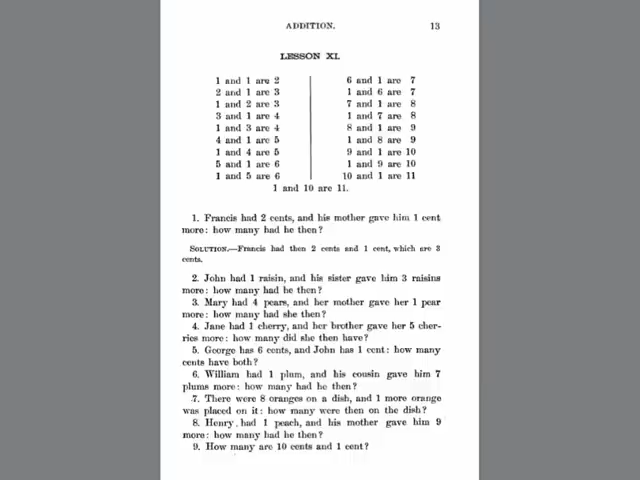 ADDITION. 13
LESSON XI.
1 and 1 are 2
2 and 1 are 3
1 and 2 are 3
3 and 1 are 4
1 and 3 are 4
4 and 1 are 5
1 and 4 are 5
5 and 1 are 6
1 and 5 are 6
6 and 1 are 7
1 and 6 are 7
7 and 1 are 8
1 and 7 are 8
8 and 1 are 9
1 and 8 are 9
9 and 1 are 10
1 and 9 are 10
10 and 1 are 11
1 and 10 are 11.
1. Francis had 2 cents, and his mother gave him 1 cent
more: how many had he then?
SOLUTION.—Francis had then 2 cents and 1 cent, which are 3
cents.
2. John had 1 raisin, and his sister gave him 3 raisins
more: how many had he then?
3. Mary had 4 pears, and her mother gave her 1 pear
more: how many had she then?
4. Jane had 1 cherry, and her brother gave her 5 cher-
ries more: how many did she then have?
5. George has 6 cents, and John has 1 cent: how many
cents have both?
6. William had 1 plum, and his cousin gave him 7
plums more: how many had he then?
7. There were 8 oranges on a dish, and 1 more orange
was placed on it: how many were then on the dish?
8. Henry had 1 peach, and his mother gave him 9
more: how many had he then?
9. How many are 10 cents and 1 cent?